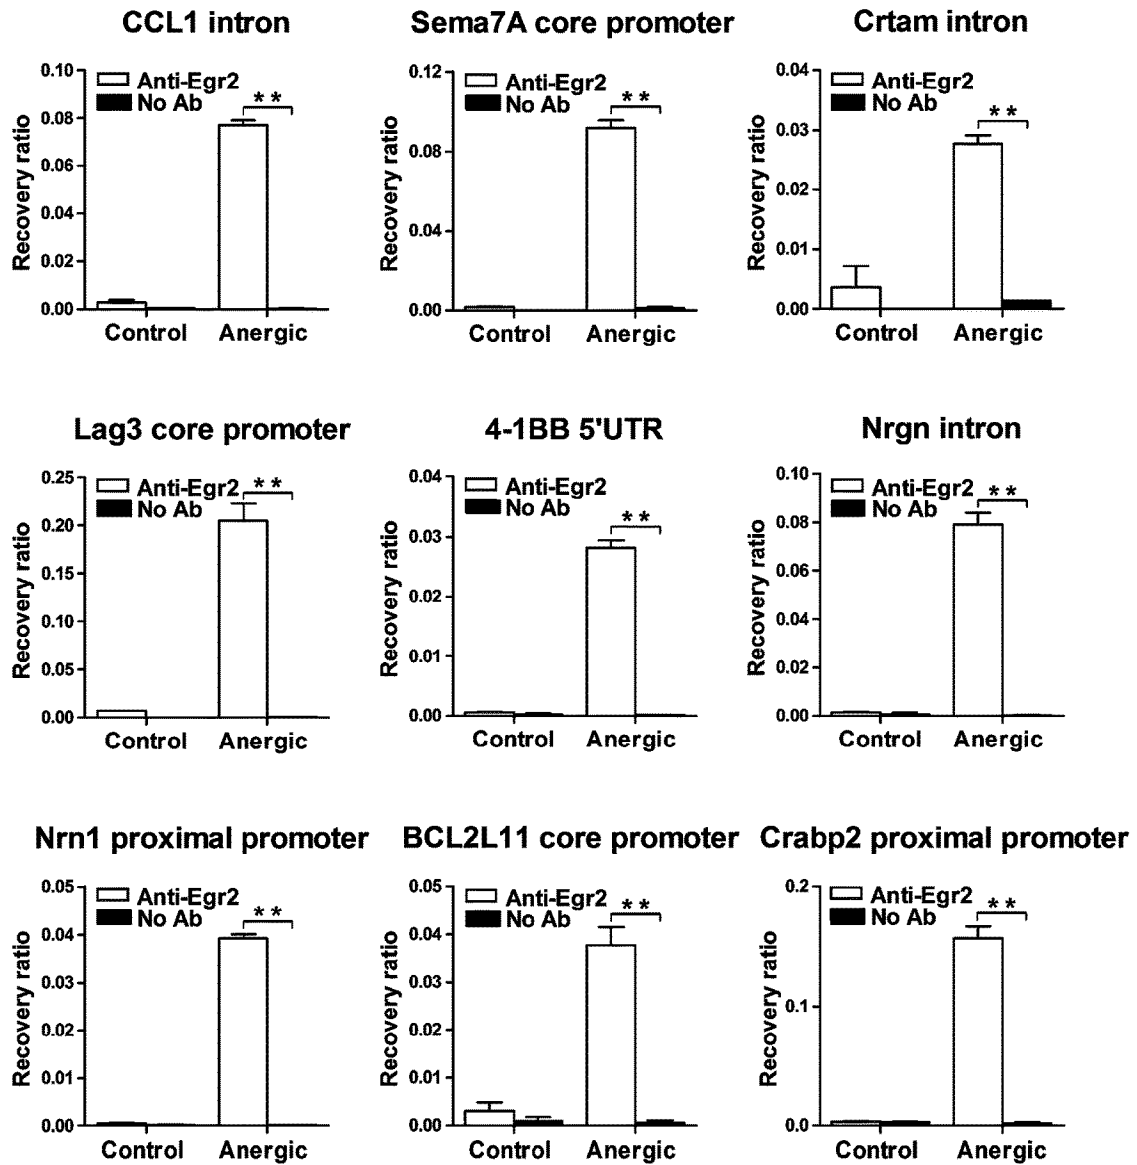 CCL1 intron
Sema7A core promoter
Crtam intron
Recovery ratio
0.10
0.08
0.06
0.04
0.02
0.00
Anti-Egr2
No Ab
**
Control Anergic
Recovery ratio
0.12
0.08
0.04
0.00
Anti-Egr2
No Ab
**
Control Anergic
Recovery ratio
0.04
0.03
0.02
0.01
0.00
Anti-Egr2
No Ab
**
Control Anergic
Lag3 core promoter
4-1BB 5'UTR
Nrgn intron
Recovery ratio
0.25
0.20
0.15
0.10
0.05
0.00
Anti-Egr2
No Ab
**
Control Anergic
Recovery ratio
0.04
0.03
0.02
0.01
0.00
Anti-Egr2
No Ab
**
Control Anergic
Recovery ratio
0.10
0.08
0.06
0.04
0.02
0.00
Anti-Egr2
No Ab
**
Control Anergic
Nrn1 proximal promoter
BCL2L11 core promoter
Crabp2 proximal promoter
Recovery ratio
0.05
0.04
0.03
0.02
0.01
0.00
Anti-Egr2
No Ab
**
Control Anergic
Recovery ratio
0.05
0.04
0.03
0.02
0.01
0.00
Anti-Egr2
No Ab
**
Control Anergic
Recovery ratio
0.2
0.1
0.0
Anti-Egr2
No Ab
**
Control Anergic